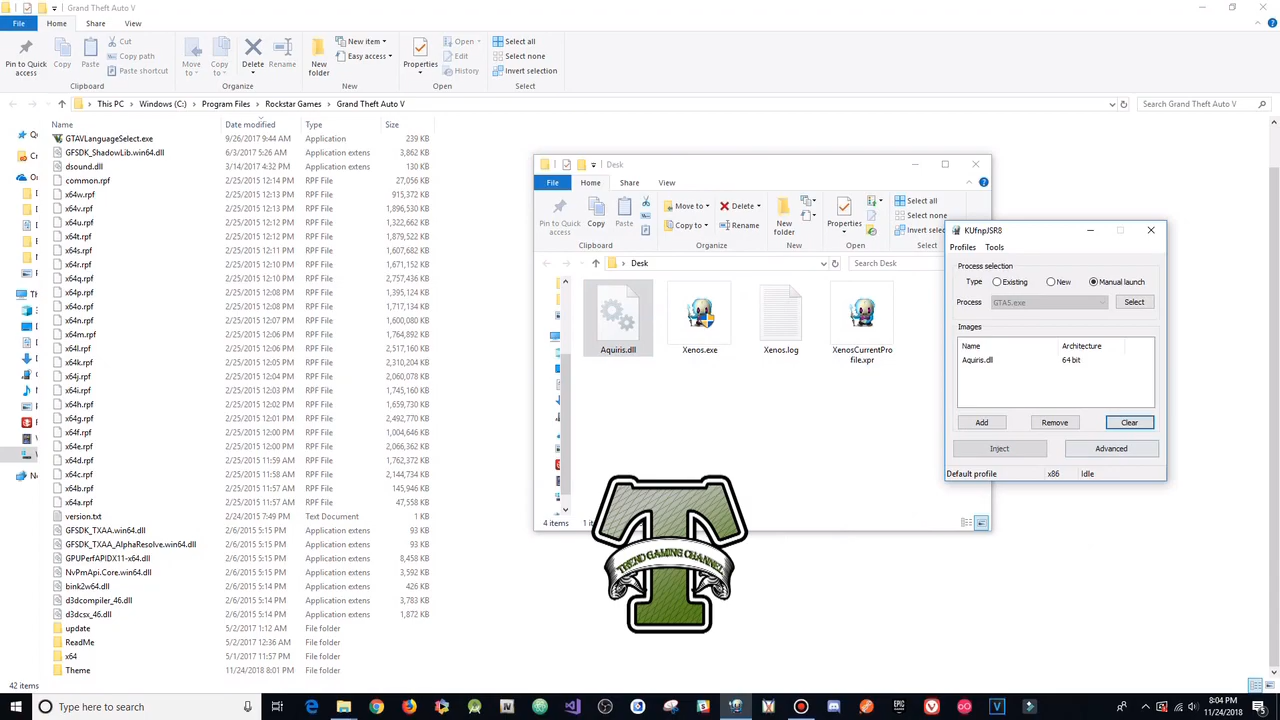 Grand Theft Auto V
File Home Share View
Pin to Quick access
Copy
Paste
Cut
Copy path
Paste shortcut
Move to
Copy to
Delete
Rename
New folder
New item
Easy access
Properties
Open
Edit
History
Select all
Select none
Invert selection
Clipboard Organize New Open Select
This PC Windows (C:) Program Files Rockstar Games Grand Theft Auto V
Search Grand Theft Auto V
Name Date modified Type Size
GTAVLanguageSelect.exe 9/26/2017 9:44 AM Application 239 KB
GFSDK_ShadowLib.win64.dll 6/3/2017 5:26 AM Application extens 3,862 KB
dsound.dll 3/14/2017 4:32 PM Application extens 130 KB
common.rpf 2/25/2015 12:14 PM RPF File 27,056 KB
x64w.rpf 2/25/2015 12:13 PM RPF File 915,372 KB
x64v.rpf 2/25/2015 12:13 PM RPF File 1,896,530 KB
x64u.rpf 2/25/2015 12:13 PM RPF File 1,322,662 KB
x64t.rpf 2/25/2015 12:10 PM RPF File 1,879,522 KB
x64s.rpf 2/25/2015 12:10 PM RPF File 1,607,682 KB
x64r.rpf 2/25/2015 12:10 PM RPF File 1,671,152 KB
x64q.rpf 2/25/2015 12:10 PM RPF File 2,757,436 KB
x64p.rpf 2/25/2015 12:08 PM RPF File 1,395,124 KB
x64o.rpf 2/25/2015 12:08 PM RPF File 1,717,138 KB
x64n.rpf 2/25/2015 12:07 PM RPF File 1,600,080 KB
x64m.rpf 2/25/2015 12:06 PM RPF File 1,764,892 KB
x64l.rpf 2/25/2015 12:06 PM RPF File 2,517,160 KB
x64k.rpf 2/25/2015 12:04 PM RPF File 2,310,204 KB
x64j.rpf 2/25/2015 12:04 PM RPF File 2,060,078 KB
x64i.rpf 2/25/2015 12:03 PM RPF File 1,745,160 KB
x64h.rpf 2/25/2015 12:02 PM RPF File 1,659,730 KB
x64g.rpf 2/25/2015 12:01 PM RPF File 2,492,770 KB
x64f.rpf 2/25/2015 12:00 PM RPF File 1,004,646 KB
x64e.rpf 2/25/2015 12:00 PM RPF File 2,066,362 KB
x64d.rpf 2/25/2015 11:59 AM RPF File 1,762,372 KB
x64c.rpf 2/25/2015 11:58 AM RPF File 2,144,734 KB
x64b.rpf 2/25/2015 11:57 AM RPF File 145,946 KB
x64a.rpf 2/25/2015 11:57 AM RPF File 47,558 KB
version.txt 2/24/2015 7:49 PM Text Document 1 KB
GFSDK_TXAA.win64.dll 2/6/2015 5:15 PM Application extens 93 KB
GFSDK_TXAA_AlphaResolve.win64.dll 2/6/2015 5:15 PM Application extens 93 KB
GPUPerfAPIDX11-x64.dll 2/6/2015 5:15 PM Application extens 8,458 KB
NvPmApi.Core.win64.dll 2/6/2015 5:15 PM Application extens 3,592 KB
bink2w64.dll 2/6/2015 5:14 PM Application extens 426 KB
d3dcompiler_46.dll 2/6/2015 5:14 PM Application extens 3,783 KB
d3dcsx_46.dll 2/6/2015 5:14 PM Application extens 1,872 KB
update 5/2/2017 1:12 AM File folder
ReadMe 5/2/2017 12:36 AM File folder
x64 5/1/2017 11:57 PM File folder
Theme 11/24/2018 8:01 PM File folder
42 items
Desk
File Home Share View
Pin to Quick access
Copy
Paste
Move to
Copy to
Delete
Rename
New folder
Properties
Select all
Select none
Clipboard Organize New Open
Desk
Search Desk
Aquiris.dll
Xenos.exe
Xenos.log
XenosCurrentPro
file.xpr
4 items
KUfnpJSR8
Profiles Tools
Process selection
Type Existing New Manual launch
Process GTA5.exe Select
Images
Name Architecture
Aquiris.dll 64 bit
Add Remove Clear
Inject Advanced
Default profile x86 Idle
T
TREND GAMING CHANNEL
Type here to search
8:04 PM
11/24/2018